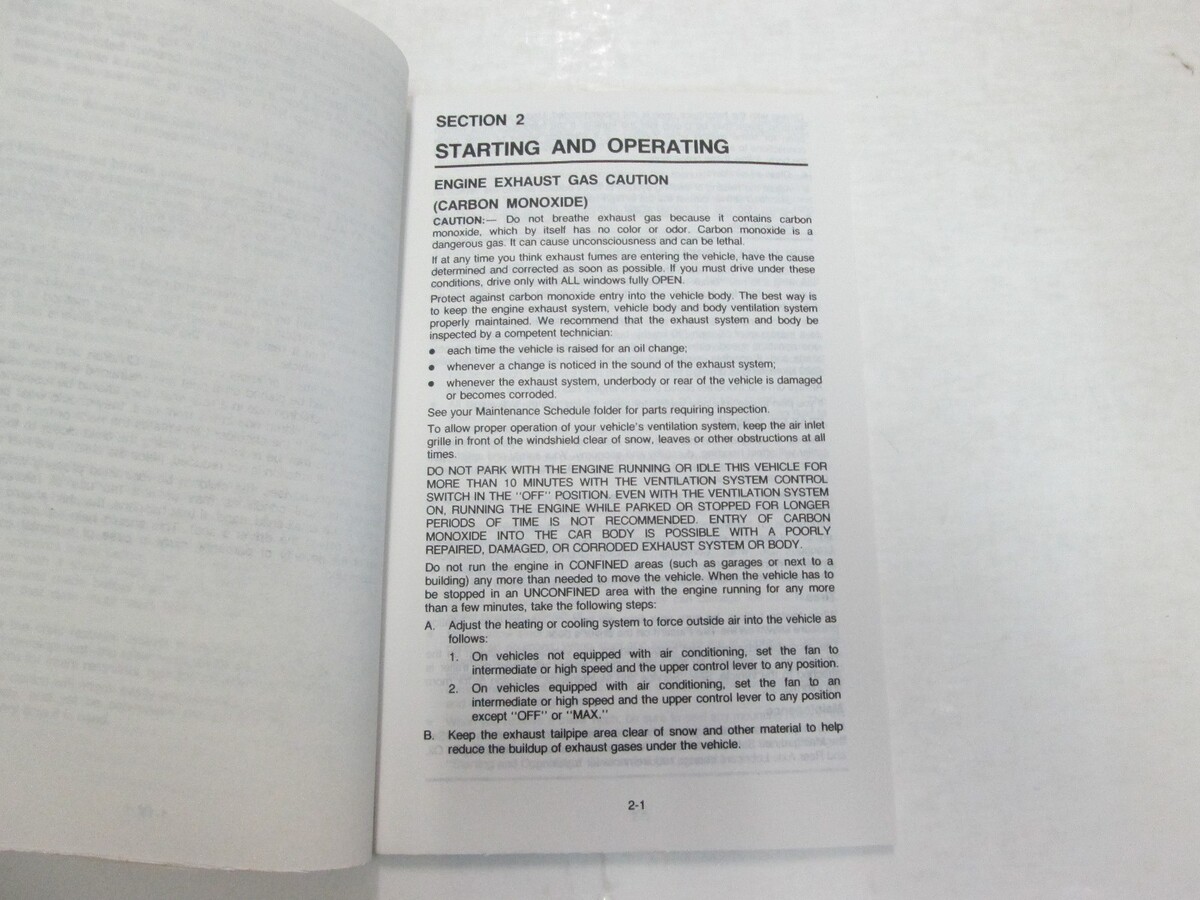 SECTION 2
STARTING AND OPERATING
ENGINE EXHAUST GAS CAUTION
(CARBON MONOXIDE)
CAUTION:— Do not breathe exhaust gas because it contains carbon
monoxide, which by itself has no color or odor. Carbon monoxide is a
dangerous gas. It can cause unconsciousness and can be lethal.
If at any time you think exhaust fumes are entering the vehicle, have the cause
determined and corrected as soon as possible. If you must drive under these
conditions, drive only with ALL windows fully OPEN.
Protect against carbon monoxide entry into the vehicle body. The best way is
to keep the engine exhaust system, vehicle body and body ventilation system
properly maintained. We recommend that the exhaust system and body be
inspected by a competent technician:
● each time the vehicle is raised for an oil change;
● whenever a change is noticed in the sound of the exhaust system;
● whenever the exhaust system, underbody or rear of the vehicle is damaged
or becomes corroded.
See your Maintenance Schedule folder for parts requiring inspection.
To allow proper operation of your vehicle's ventilation system, keep the air inlet
grille in front of the windshield clear of snow, leaves or other obstructions at all
times.
DO NOT PARK WITH THE ENGINE RUNNING OR IDLE THIS VEHICLE FOR
MORE THAN 10 MINUTES WITH THE VENTILATION SYSTEM CONTROL
SWITCH IN THE "OFF" POSITION. EVEN WITH THE VENTILATION SYSTEM
ON, RUNNING THE ENGINE WHILE PARKED OR STOPPED FOR LONGER
PERIODS OF TIME IS NOT RECOMMENDED. ENTRY OF CARBON
MONOXIDE INTO THE CAR BODY IS POSSIBLE WITH A POORLY
REPAIRED, DAMAGED, OR CORRODED EXHAUST SYSTEM OR BODY.
Do not run the engine in CONFINED areas (such as garages or next to a
building) any more than needed to move the vehicle. When the vehicle has to
be stopped in an UNCONFINED area with the engine running for any more
than a few minutes, take the following steps:
A. Adjust the heating or cooling system to force outside air into the vehicle as
follows:
1. On vehicles not equipped with air conditioning, set the fan to
intermediate or high speed and the upper control lever to any position.
2. On vehicles equipped with air conditioning, set the fan to an
intermediate or high speed and the upper control lever to any position
except "OFF" or "MAX."
B. Keep the exhaust tailpipe area clear of snow and other material to help
reduce the buildup of exhaust gases under the vehicle.
2-1